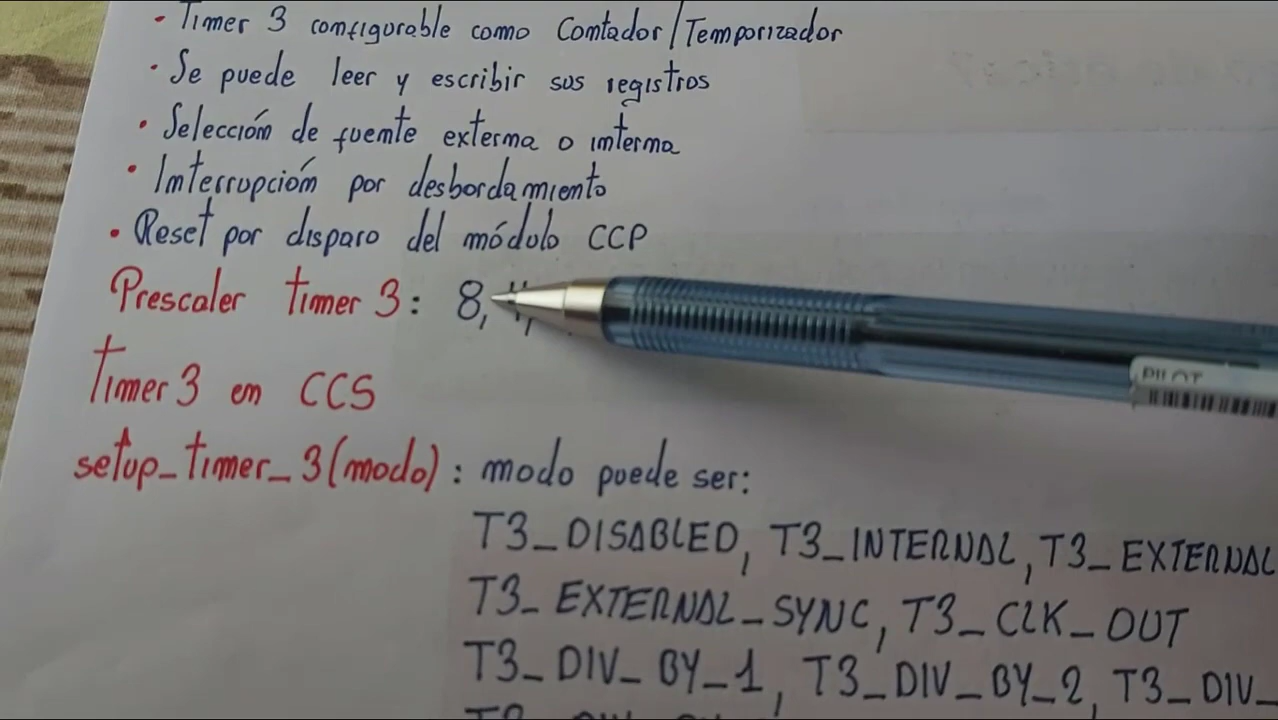 • Timer 3 configurable como Contador/Temporizador
• Se puede leer y escribir sus registros
• Selección de fuente externa o interna
• Interrupción por desbordamiento
• Reset por disparo del módulo CCP
Prescaler timer 3: 8,
PILOT
Timer 3 en CCS
setup_timer_3(modo): modo puede ser:
T3_DISABLED, T3_INTERNAL, T3_EXTERNAL
T3_EXTERNAL_SYNC, T3_CLK_OUT
T3_DIV_BY_1, T3_DIV_BY_2, T3_DIV_